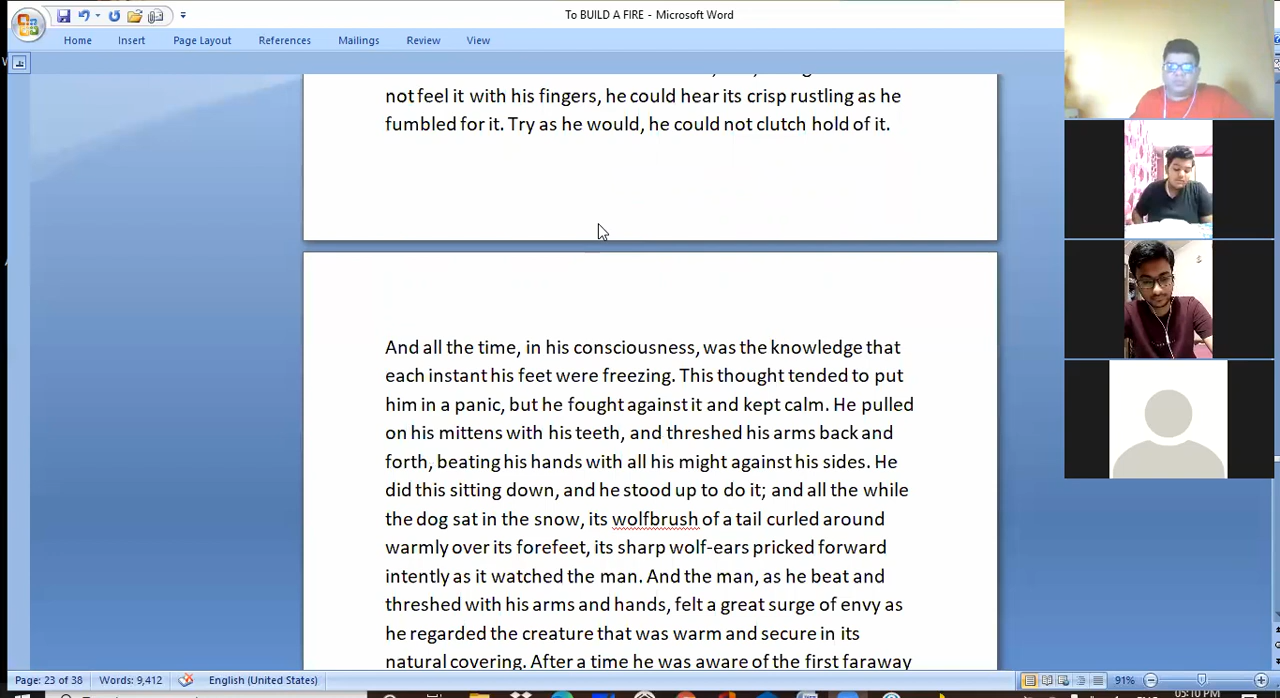 To BUILD A FIRE - Microsoft Word
Home Insert Page Layout References Mailings Review View
not feel it with his fingers, he could hear its crisp rustling as he
fumbled for it. Try as he would, he could not clutch hold of it.
And all the time, in his consciousness, was the knowledge that
each instant his feet were freezing. This thought tended to put
him in a panic, but he fought against it and kept calm. He pulled
on his mittens with his teeth, and threshed his arms back and
forth, beating his hands with all his might against his sides. He
did this sitting down, and he stood up to do it; and all the while
the dog sat in the snow, its wolfbrush of a tail curled around
warmly over its forefeet, its sharp wolf-ears pricked forward
intently as it watched the man. And the man, as he beat and
threshed with his arms and hands, felt a great surge of envy as
he regarded the creature that was warm and secure in its
natural covering. After a time he was aware of the first faraway
Page: 23 of 38 Words: 9,412 English (United States) 91%
05:10 PM